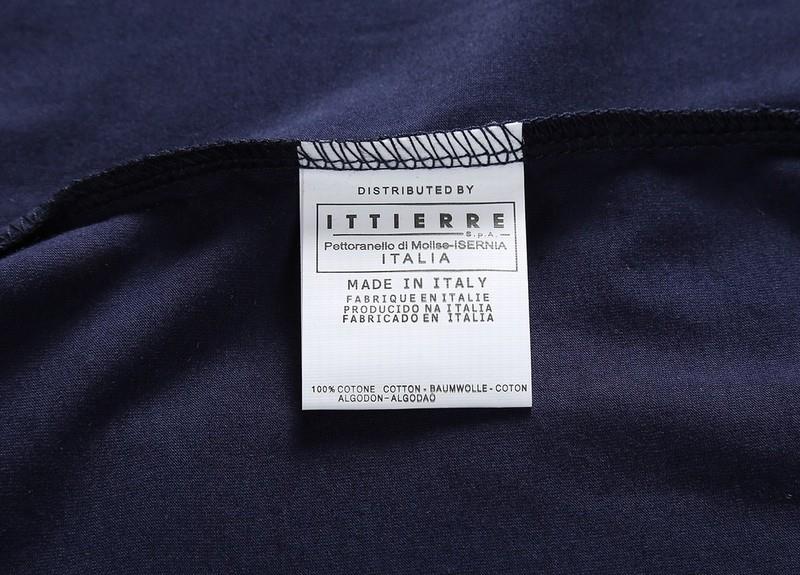 DISTRIBUTED BY
ITTIERRE
S.p.A.
Pettoranello di Molise-iSERNIA
ITALIA
MADE IN ITALY
FABRIQUE EN ITALIE
PRODUCIDO NA ITALIA
FABRICADO EN ITALIA
100% COTONE COTTON - BAUMWOLLE - COTON
ALGODON-ALGODAÖ